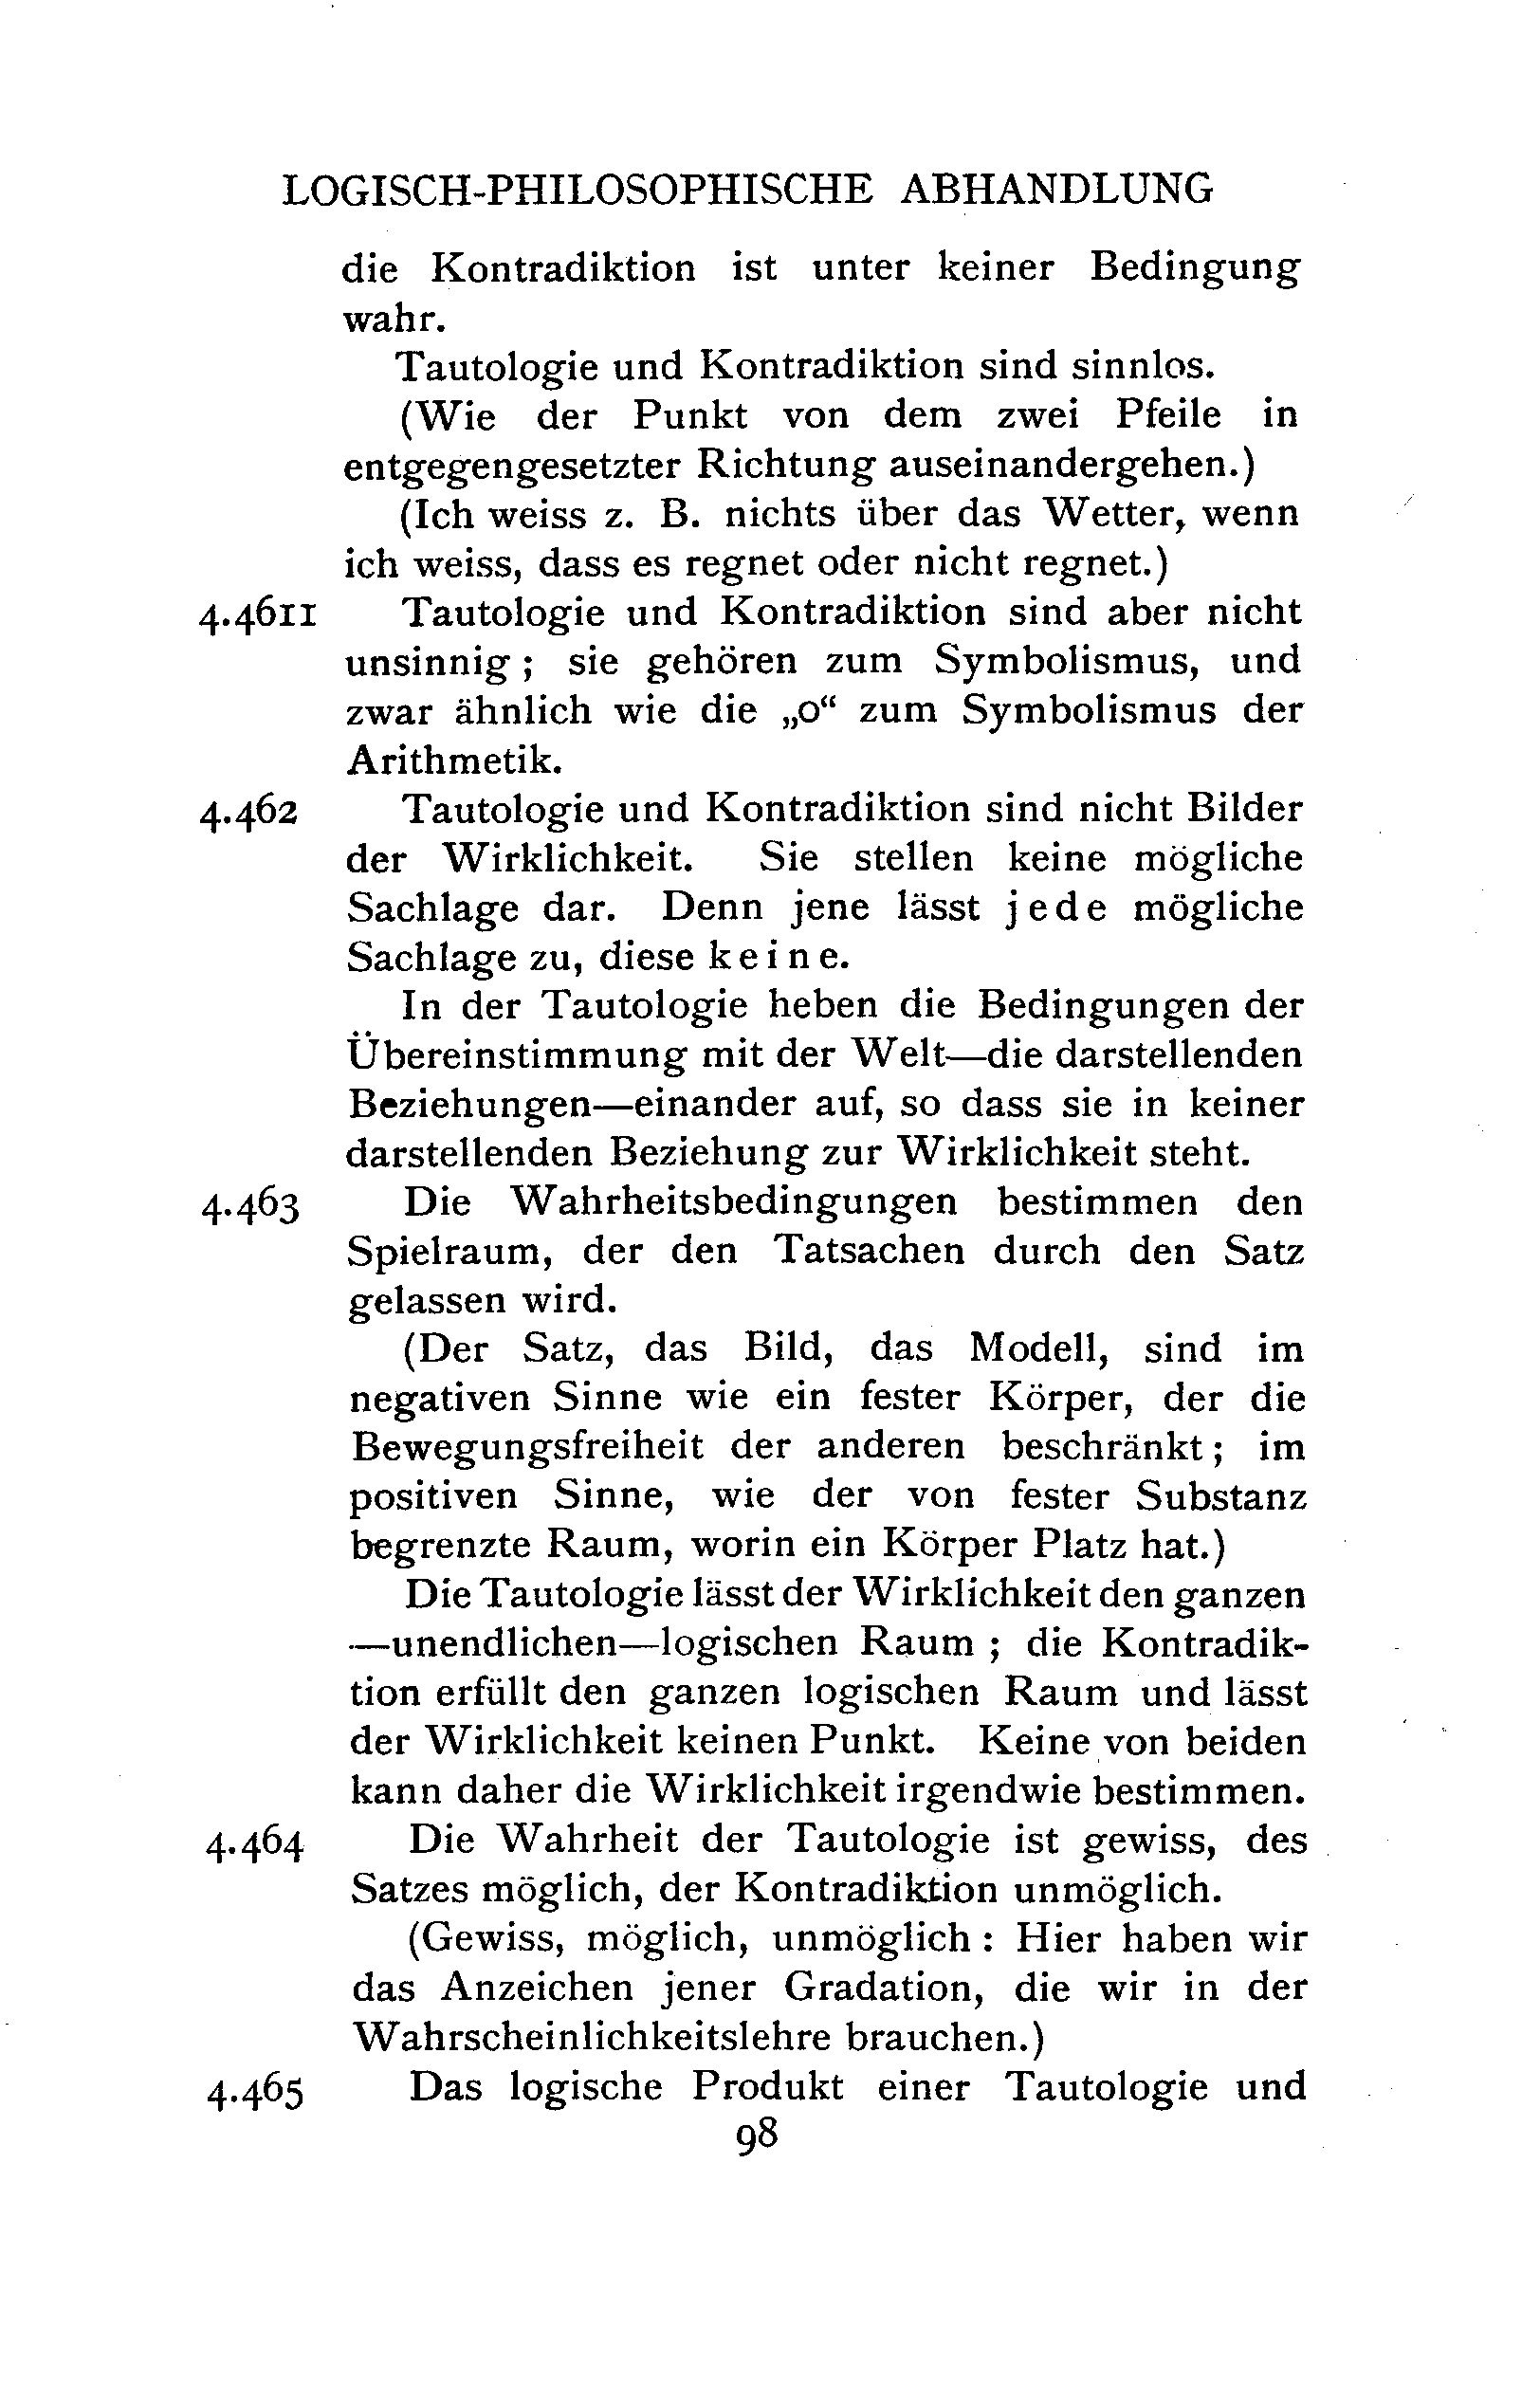 LOGISCH-PHILOSOPHISCHE ABHANDLUNG
die Kontradiktion ist unter keiner Bedingung
wahr.
Tautologie und Kontradiktion sind sinnlos.
(Wie der Punkt von dem zwei Pfeile in
entgegengesetzter Richtung auseinandergehen.)
(Ich weiss z. B. nichts über das Wetter, wenn
ich weiss, dass es regnet oder nicht regnet.)
4.4611 Tautologie und Kontradiktion sind aber nicht
unsinnig; sie gehören zum Symbolismus, und
zwar ähnlich wie die „0“ zum Symbolismus der
Arithmetik.
4.462 Tautologie und Kontradiktion sind nicht Bilder
der Wirklichkeit. Sie stellen keine mögliche
Sachlage dar. Denn jene lässt jede mögliche
Sachlage zu, diese keine.
In der Tautologie heben die Bedingungen der
Übereinstimmung mit der Welt—die darstellenden
Beziehungen—einander auf, so dass sie in keiner
darstellenden Beziehung zur Wirklichkeit steht.
4.463 Die Wahrheitsbedingungen bestimmen den
Spielraum, der den Tatsachen durch den Satz
gelassen wird.
(Der Satz, das Bild, das Modell, sind im
negativen Sinne wie ein fester Körper, der die
Bewegungsfreiheit der anderen beschränkt; im
positiven Sinne, wie der von fester Substanz
begrenzte Raum, worin ein Körper Platz hat.)
Die Tautologie lässt der Wirklichkeit den ganzen
—unendlichen—logischen Raum; die Kontradik-
tion erfüllt den ganzen logischen Raum und lässt
der Wirklichkeit keinen Punkt. Keine von beiden
kann daher die Wirklichkeit irgendwie bestimmen.
4.464 Die Wahrheit der Tautologie ist gewiss, des
Satzes möglich, der Kontradiktion unmöglich.
(Gewiss, möglich, unmöglich: Hier haben wir
das Anzeichen jener Gradation, die wir in der
Wahrscheinlichkeitslehre brauchen.)
4.465 Das logische Produkt einer Tautologie und
98